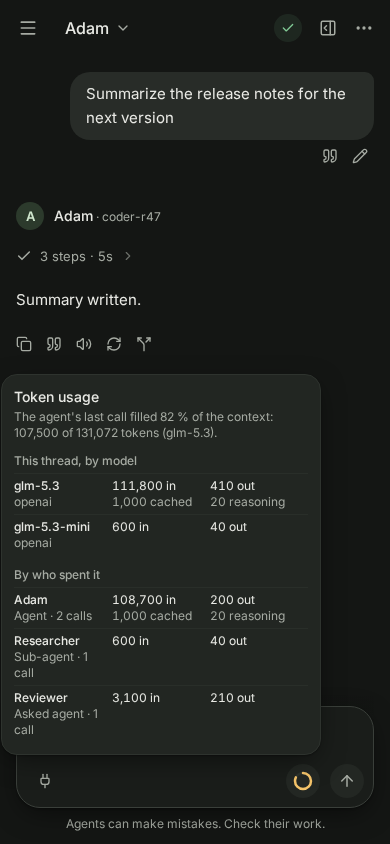 Adam
Summarize the release notes for the
next version
A
Adam · coder-r47
3 steps · 5s
Summary written.
Token usage
The agent's last call filled 82 % of the context:
107,500 of 131,072 tokens (glm-5.3).
This thread, by model
glm-5.3 111,800 in 410 out
openai 1,000 cached 20 reasoning
glm-5.3-mini 600 in 40 out
openai
By who spent it
Adam 108,700 in 200 out
Agent · 2 calls 1,000 cached 20 reasoning
Researcher 600 in 40 out
Sub-agent · 1
call
Reviewer 3,100 in 210 out
Asked agent · 1
call
Agents can make mistakes. Check their work.